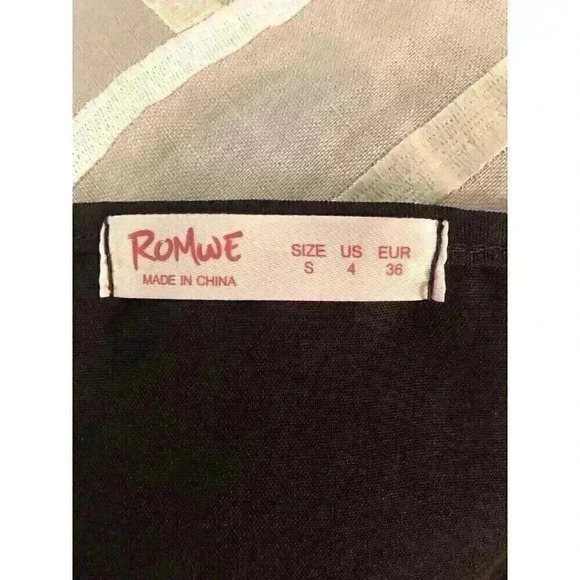 ROMWE
MADE IN CHINA
SIZE US EUR
S 4 36